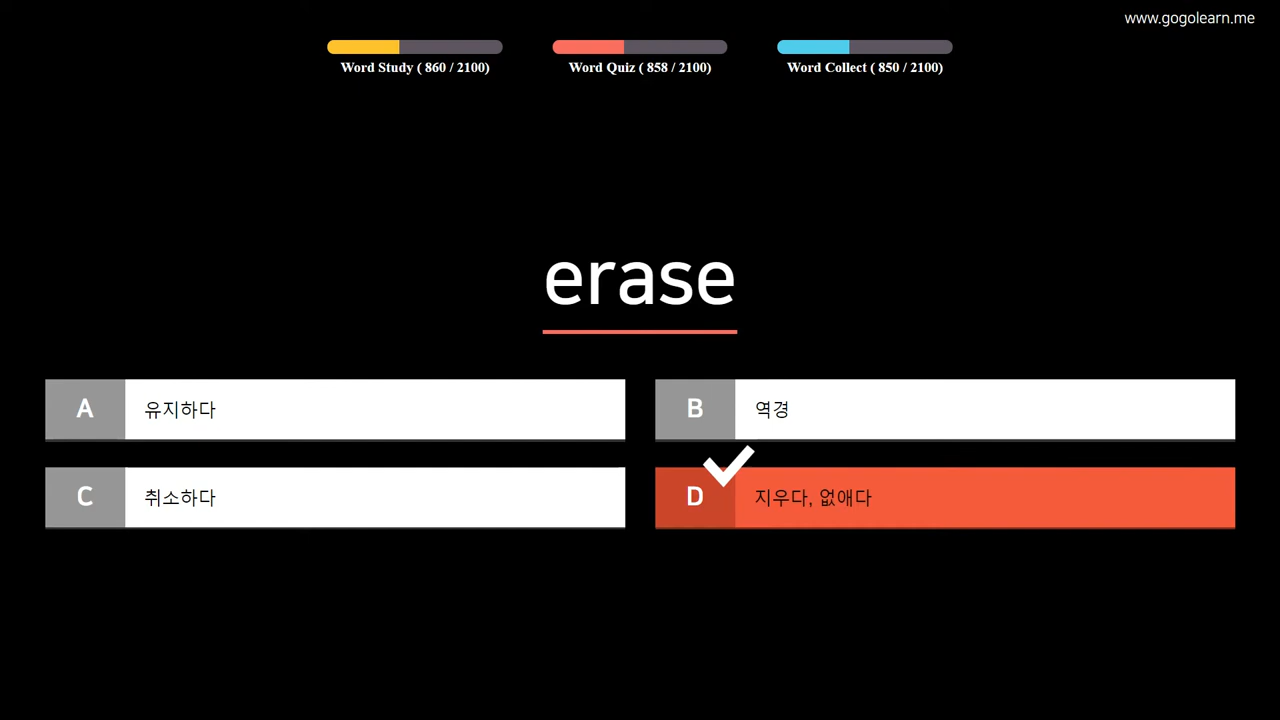 www.gogolearn.me
Word Study ( 860 / 2100)
Word Quiz ( 858 / 2100)
Word Collect ( 850 / 2100)
erase
A 유지하다
B 역경
C 취소하다
D 지우다, 없애다